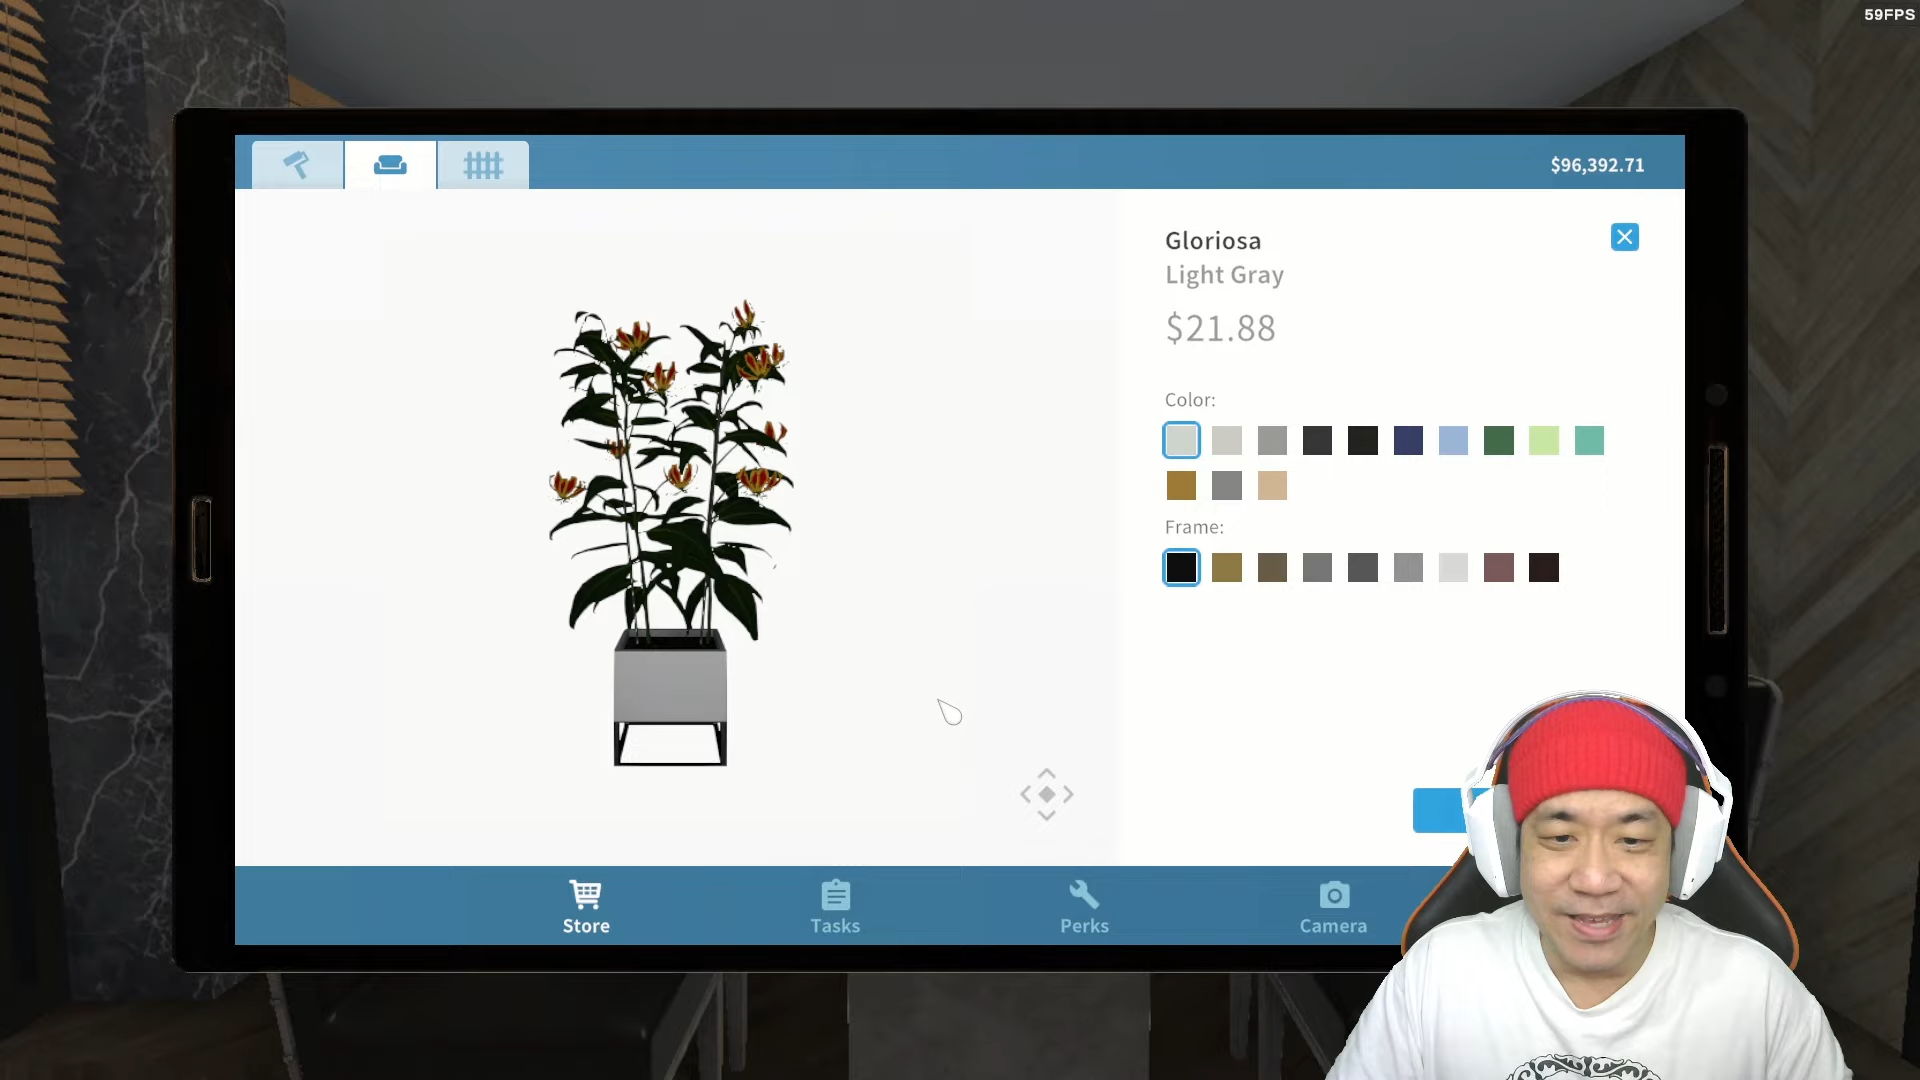 59FPS
$96,392.71
Gloriosa
Light Gray
$21.88
Color:
Frame:
Store
Tasks
Perks
Camera